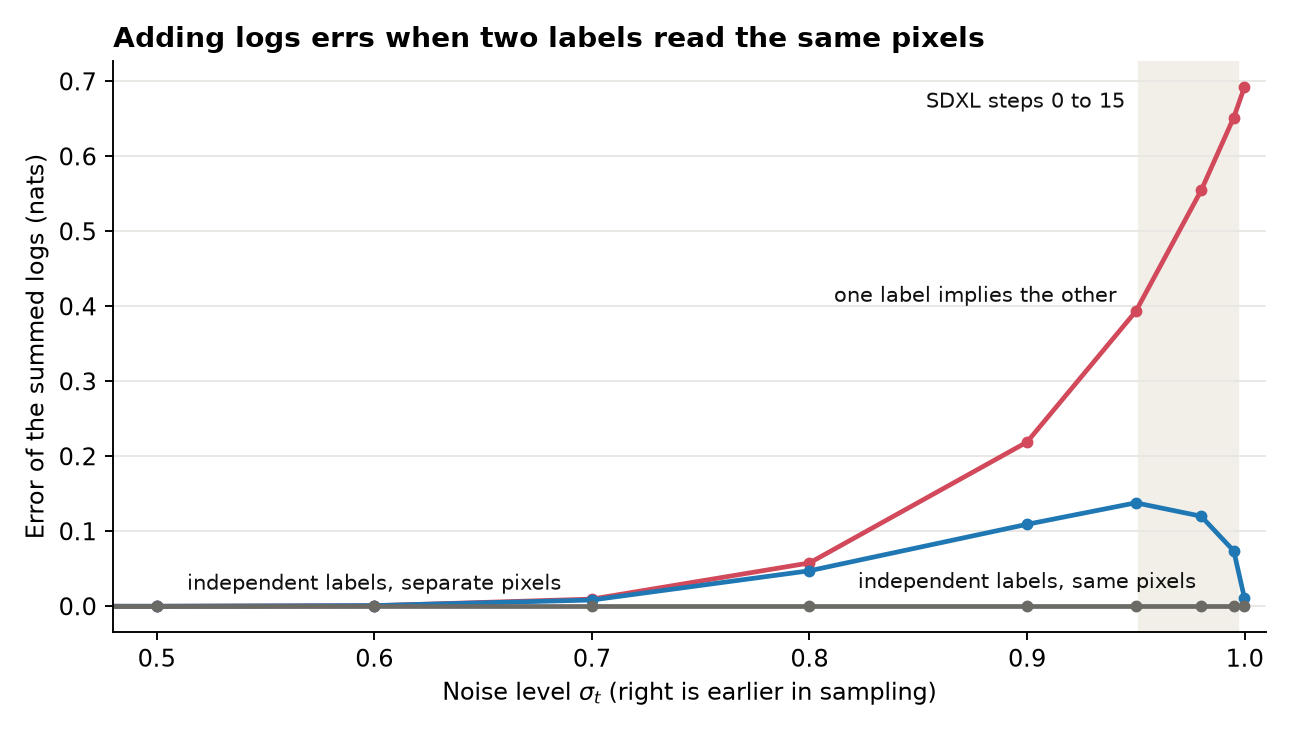 Adding logs errs when two labels read the same pixels
Error of the summed logs (nats)
0.7
0.6
0.5
0.4
0.3
0.2
0.1
0.0
SDXL steps 0 to 15
one label implies the other
independent labels, separate pixels
independent labels, same pixels
0.5 0.6 0.7 0.8 0.9 1.0
Noise level σₜ (right is earlier in sampling)